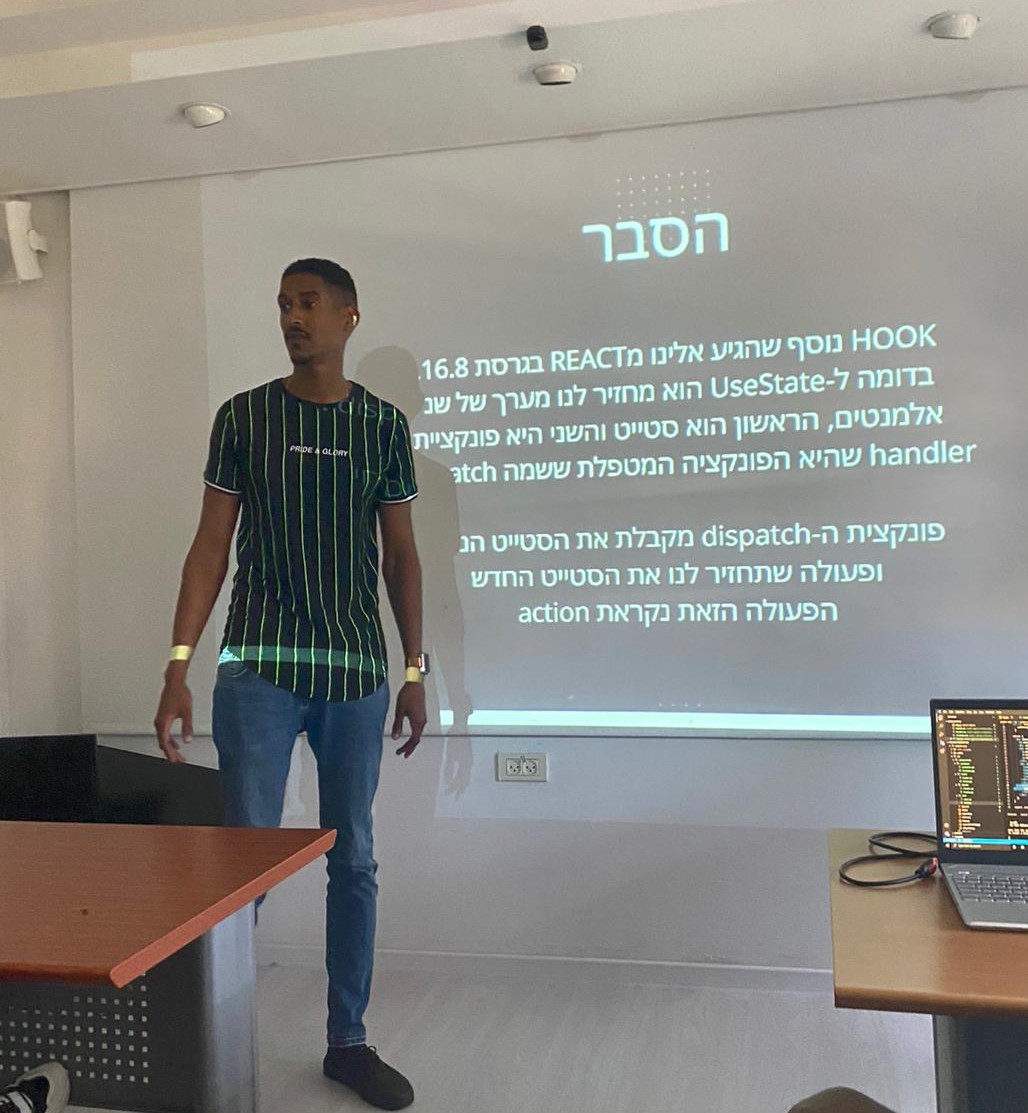 הסבר
HOOK נוסף שהגיע אלינו מREACT בגרסת 16.8.
בדומה ל-UseState הוא מחזיר לנו מערך של
אלמנטים, הראשון הוא סטייט והשני היא פונקציית
handler שהיא הפונקציה המטפלת ששמה
פונקצית ה-dispatch מקבלת את הסטייט
ופעולה שתחזיר לנו את הסטייט החדש
הפעולה הזאת נקראת action
PRIDE & GLORY